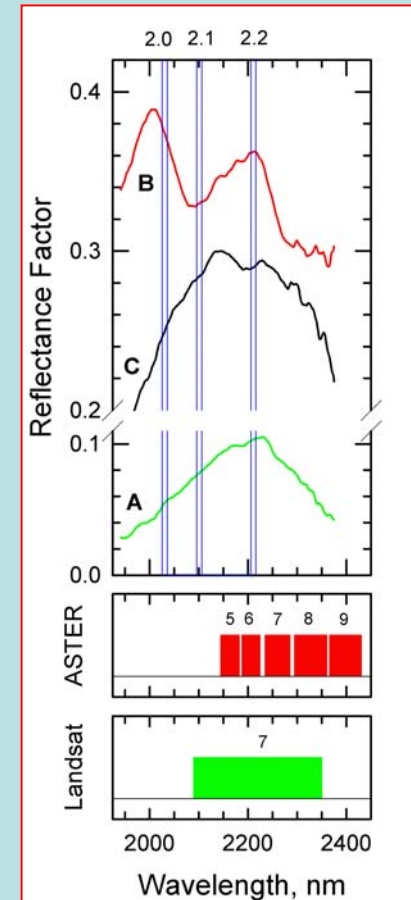 2.0 2.1 2.2
0.4
B
0.3
Reflectance Factor
C
0.2
0.1
A
0.0
ASTER
5 6 7 8 9
Landsat
7
2000 2200 2400
Wavelength, nm